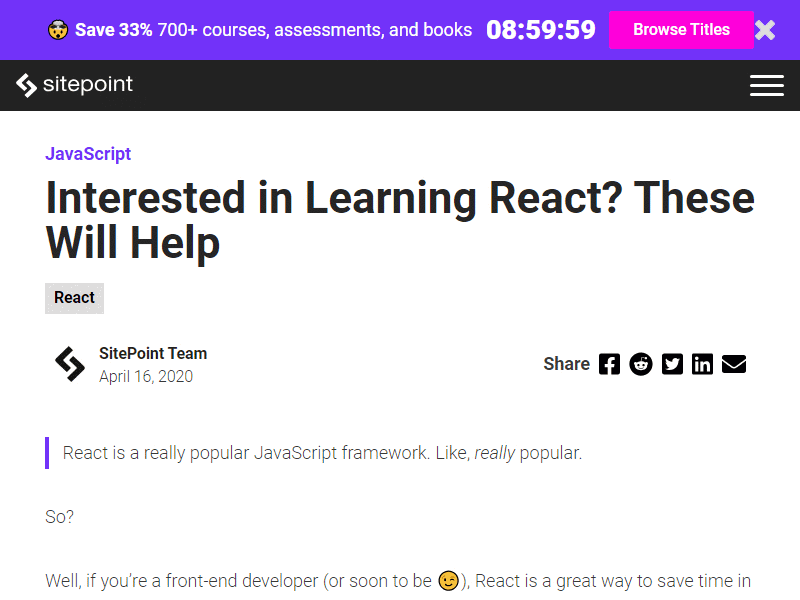 🤯 Save 33% 700+ courses, assessments, and books 08:59:59 Browse Titles
sitepoint
JavaScript
Interested in Learning React? These
Will Help
React
SitePoint Team
April 16, 2020
Share
React is a really popular JavaScript framework. Like, really popular.
So?
Well, if you’re a front-end developer (or soon to be 😉), React is a great way to save time in